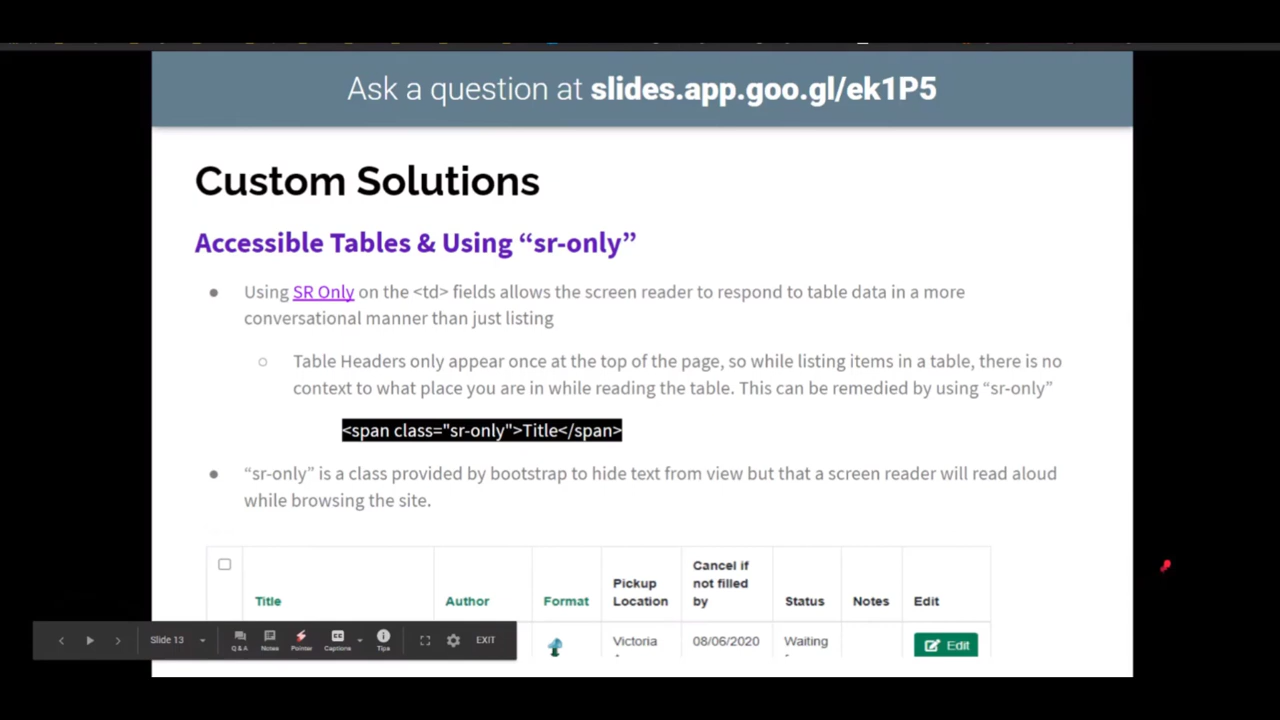 Ask a question at slides.app.goo.gl/ek1P5
Custom Solutions
Accessible Tables & Using “sr-only”
● Using SR Only on the <td> fields allows the screen reader to respond to table data in a more
conversational manner than just listing
○ Table Headers only appear once at the top of the page, so while listing items in a table, there is no
context to what place you are in while reading the table. This can be remedied by using “sr-only”
<span class="sr-only">Title</span>
● “sr-only” is a class provided by bootstrap to hide text from view but that a screen reader will read aloud
while browsing the site.
Title Author Format Pickup Location Cancel if not filled by Status Notes Edit
Victoria 08/06/2020 Waiting Edit
Slide 13 Q & A Notes Pointer Captions Tips EXIT